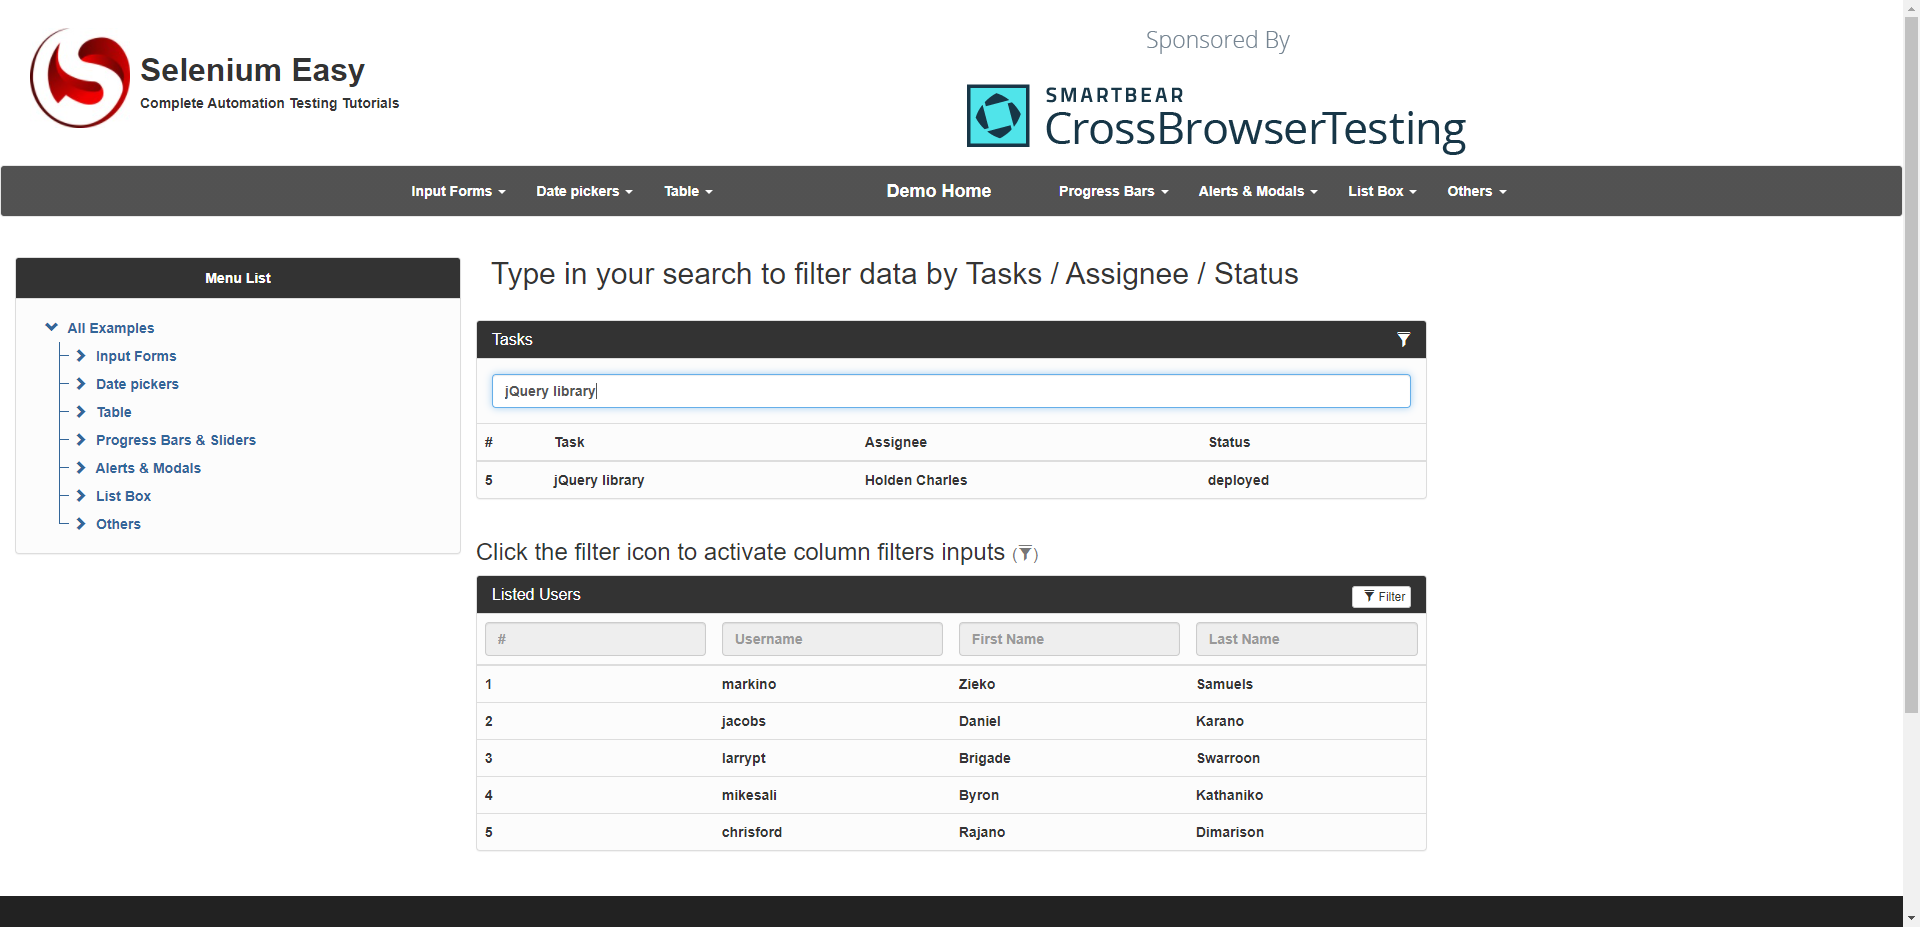 Selenium Easy
Complete Automation Testing Tutorials
Sponsored By
SMARTBEAR
CrossBrowserTesting
Input Forms Date pickers Table Demo Home Progress Bars Alerts & Modals List Box Others
Menu List
All Examples
Input Forms
Date pickers
Table
Progress Bars & Sliders
Alerts & Modals
List Box
Others
Type in your search to filter data by Tasks / Assignee / Status
Tasks
jQuery library
# Task Assignee Status
5 jQuery library Holden Charles deployed
Click the filter icon to activate column filters inputs ( )
Listed Users Filter
# Username First Name Last Name
1 markino Zieko Samuels
2 jacobs Daniel Karano
3 larrypt Brigade Swarroon
4 mikesali Byron Kathaniko
5 chrisford Rajano Dimarison